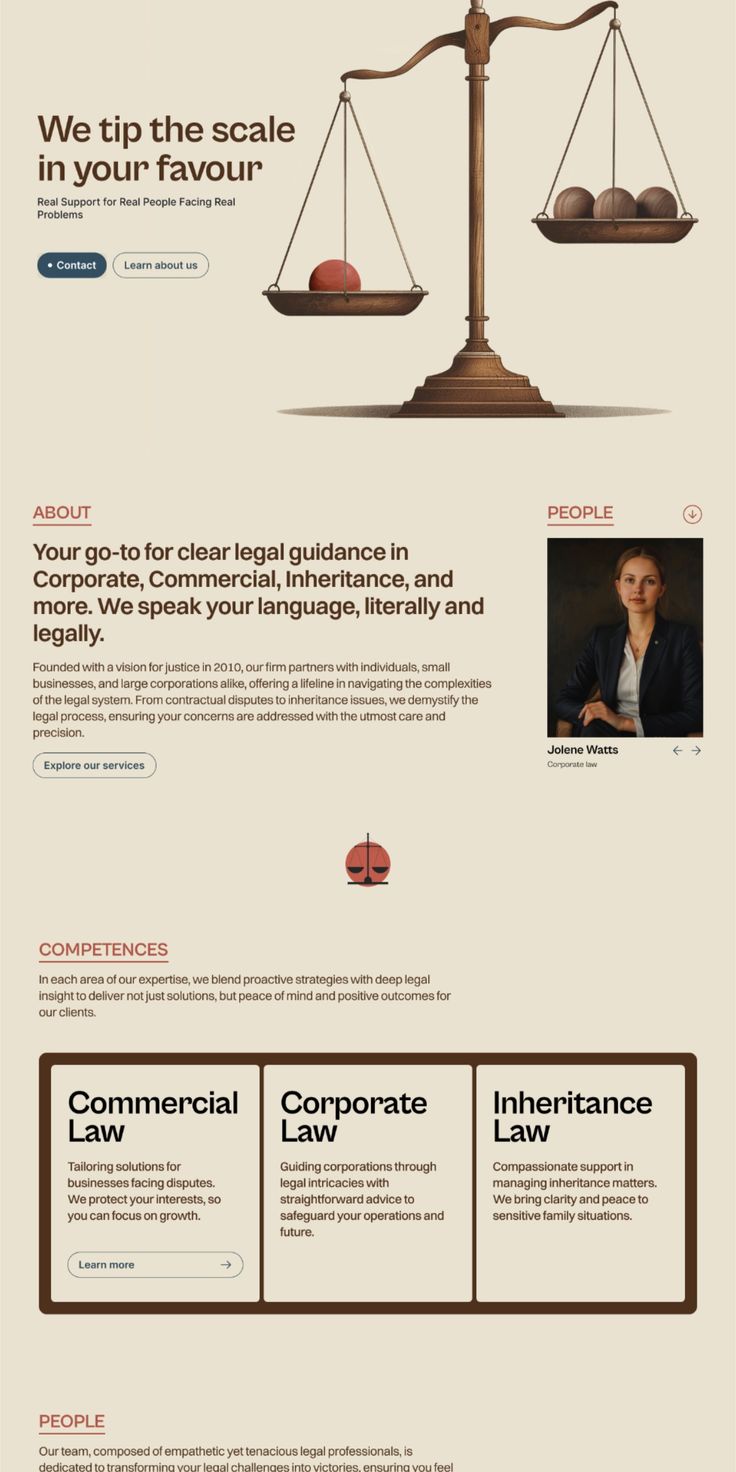 We tip the scale
in your favour
Real Support for Real People Facing Real
Problems
Contact
Learn about us
ABOUT
Your go-to for clear legal guidance in
Corporate, Commercial, Inheritance, and
more. We speak your language, literally and
legally.
Founded with a vision for justice in 2010, our firm partners with individuals, small
businesses, and large corporations alike, offering a lifeline in navigating the complexities
of the legal system. From contractual disputes to inheritance issues, we demystify the
legal process, ensuring your concerns are addressed with the utmost care and
precision.
Explore our services
PEOPLE
Jolene Watts
Corporate law
COMPETENCES
In each area of our expertise, we blend proactive strategies with deep legal
insight to deliver not just solutions, but peace of mind and positive outcomes for
our clients.
Commercial
Law
Tailoring solutions for
businesses facing disputes.
We protect your interests, so
you can focus on growth.
Learn more
Corporate
Law
Guiding corporations through
legal intricacies with
straightforward advice to
safeguard your operations and
future.
Inheritance
Law
Compassionate support in
managing inheritance matters.
We bring clarity and peace to
sensitive family situations.
PEOPLE
Our team, composed of empathetic yet tenacious legal professionals, is
dedicated to transforming your legal challenges into victories, ensuring you feel